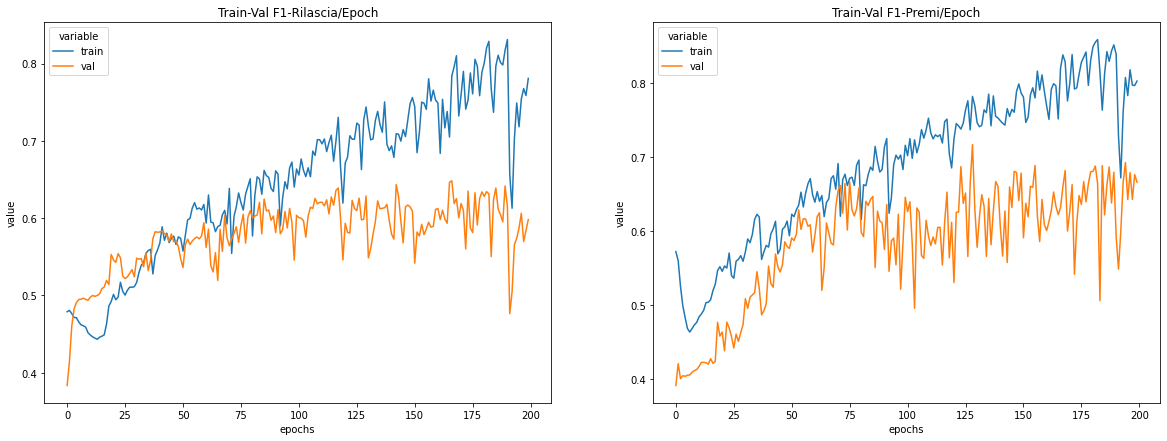 Train-Val F1-Rilascia/Epoch
variable
train
val
value
0.8
0.7
0.6
0.5
0.4
0
25
50
75
100
125
150
175
200
epochs
Train-Val F1-Premi/Epoch
variable
train
val
value
0.8
0.7
0.6
0.5
0.4
0
25
50
75
100
125
150
175
200
epochs